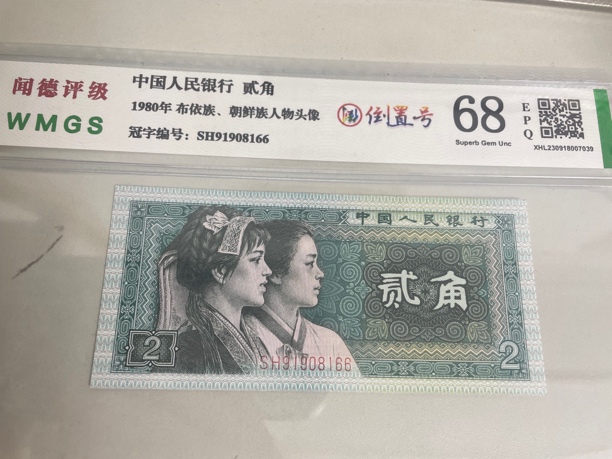 闻德评级
WMGS
中国人民银行 贰角
1980年 布依族、朝鲜族人物头像
冠字编号: SH91908166
倒置号
68
Superb Gem Unc
EPQ
XHL230918007039
中国人民银行
贰角
2
SH91908166
2